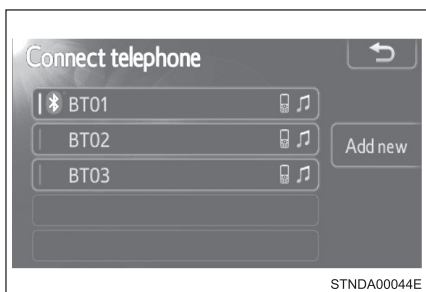 Connect telephone
BT01
BT02
Add new
BT03
STNDA00044E